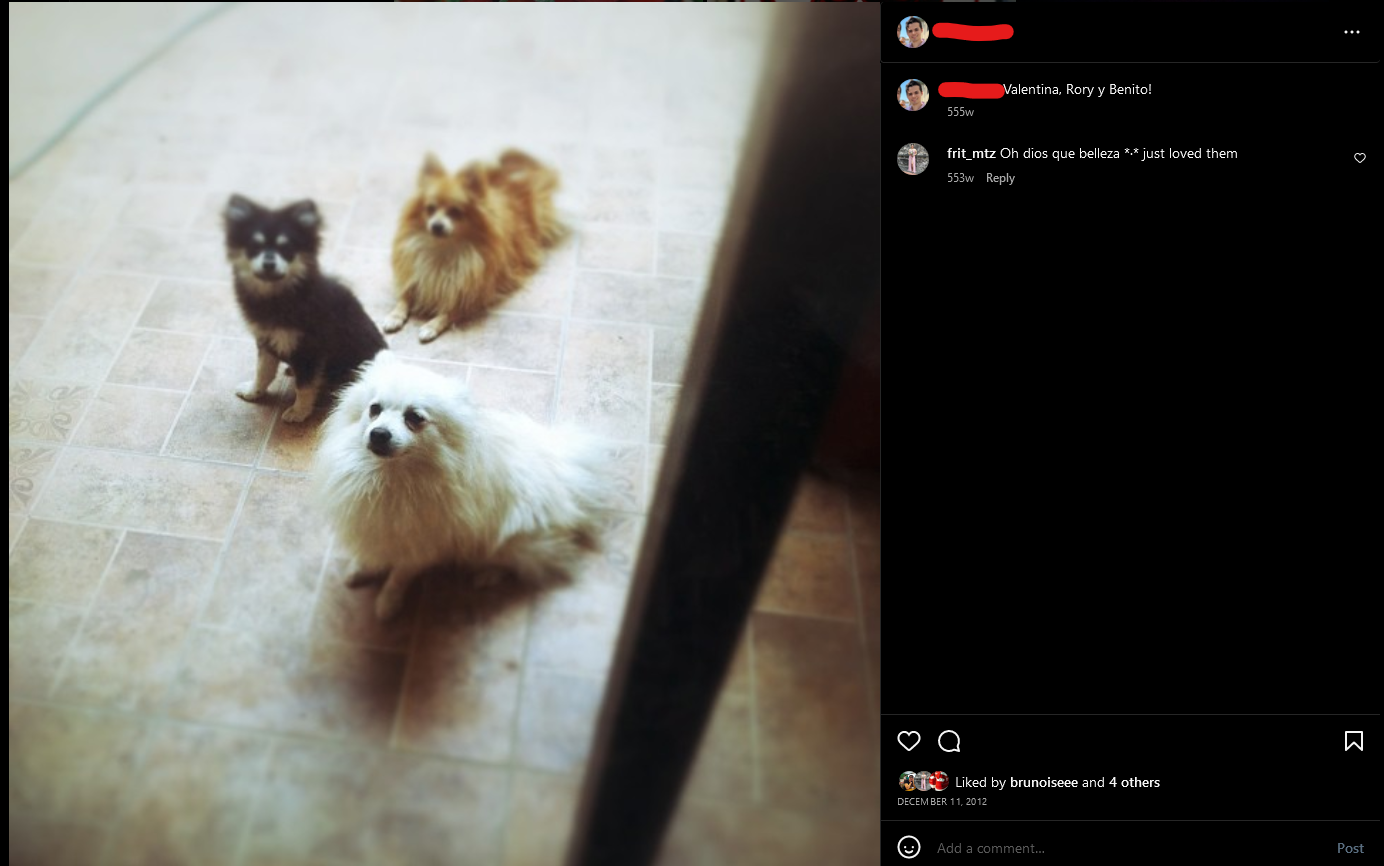 Valentina, Rory y Benito!
555w
frit_mtz Oh dios que belleza *-* just loved them
553w Reply
Liked by brunoiseee and 4 others
DECEMBER 11, 2012
Add a comment... Post